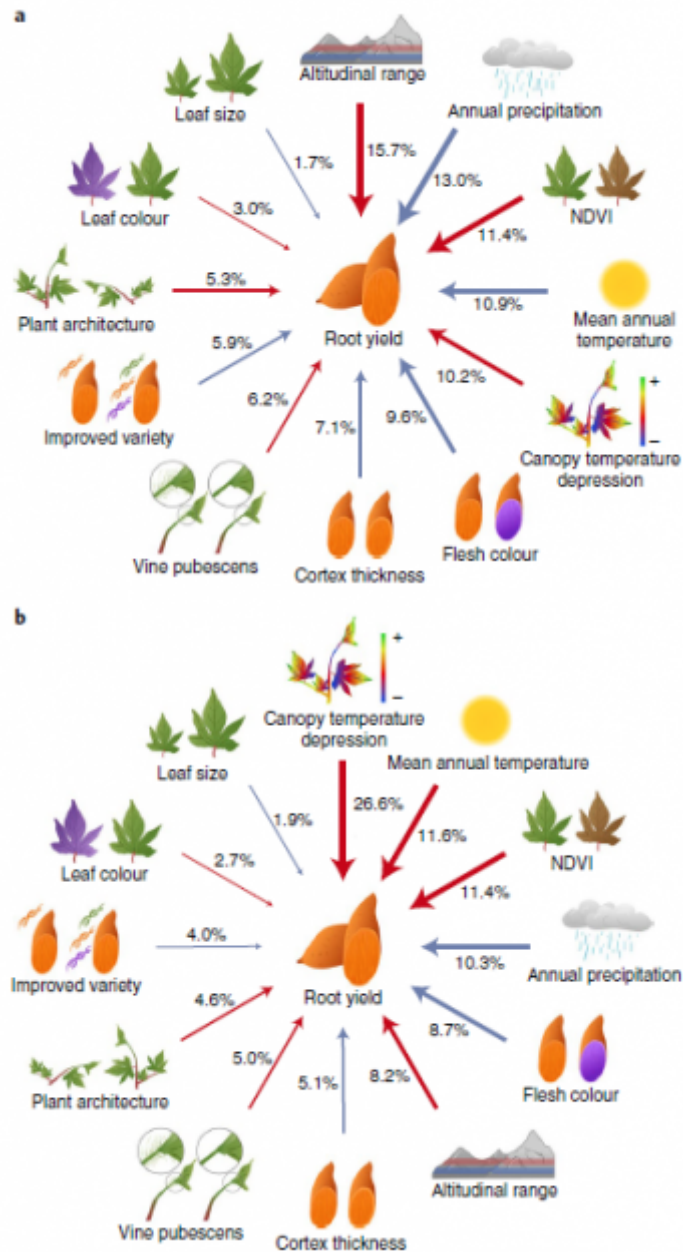 a
Leaf size
Altitudinal range
Annual precipitation
1.7%
15.7%
13.0%
Leaf colour
3.0%
NDVI
11.4%
Plant architecture
5.3%
Root yield
10.9%
Mean annual
temperature
Improved variety
5.9%
6.2%
7.1%
9.6%
10.2%
+
−
Canopy temperature
depression
Vine pubescens
Cortex thickness
Flesh colour
b
+
−
Canopy temperature
depression
Leaf size
Mean annual temperature
1.9%
26.6%
11.6%
Leaf colour
2.7%
NDVI
11.4%
Improved variety
4.0%
Root yield
10.3%
Annual precipitation
4.6%
Plant architecture
5.0%
5.1%
8.2%
8.7%
Flesh colour
Vine pubescens
Cortex thickness
Altitudinal range